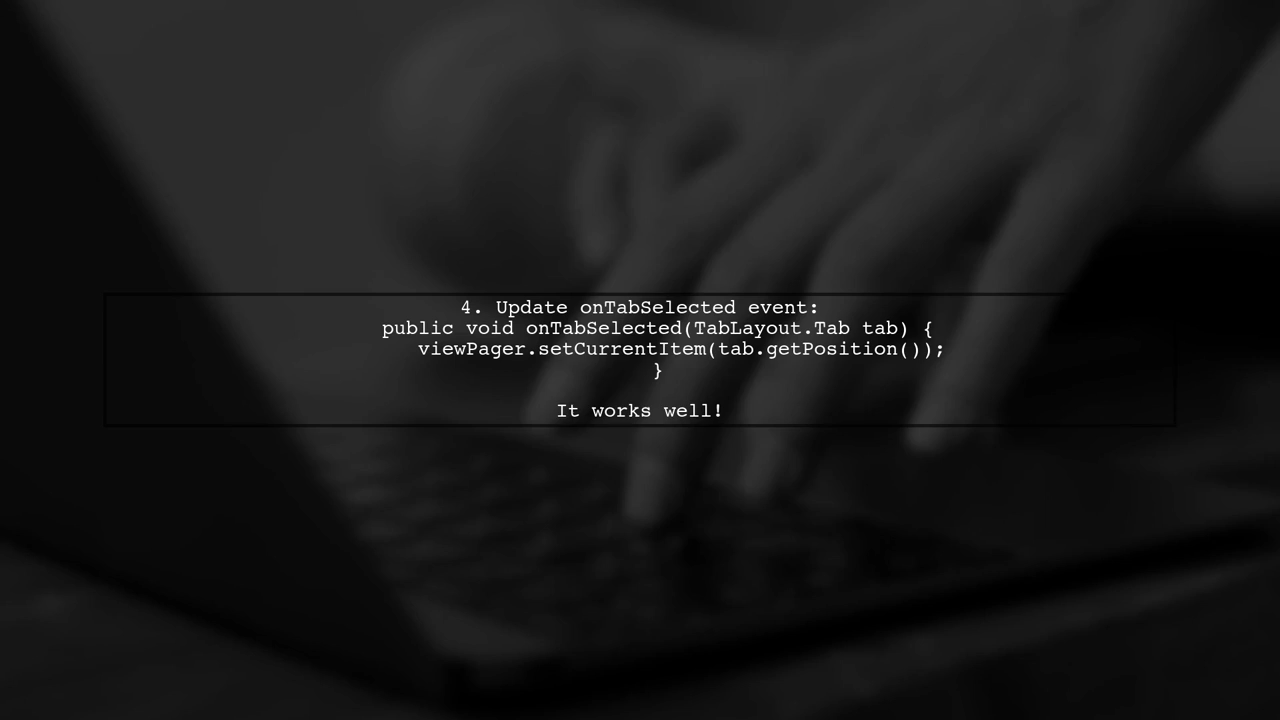 4. Update onTabSelected event:
public void onTabSelected(TabLayout.Tab tab) {
viewPager.setCurrentItem(tab.getPosition());
}
It works well!